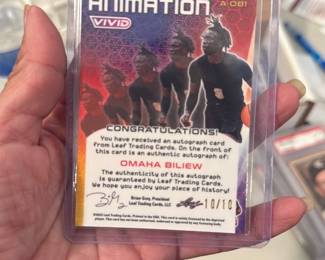 ANIMATION
A-OB1
VIVID
CONGRATULATIONS!
You have received an autograph card
from Leaf Trading Cards. On the front of
this card is an authentic autograph of:
OMAHA BILIEW
The authenticity of this autograph
is guaranteed by Leaf Trading Cards.
We hope you enjoy your piece of history!
Brian Gray, President
Leaf Trading Cards, LLC
10/10